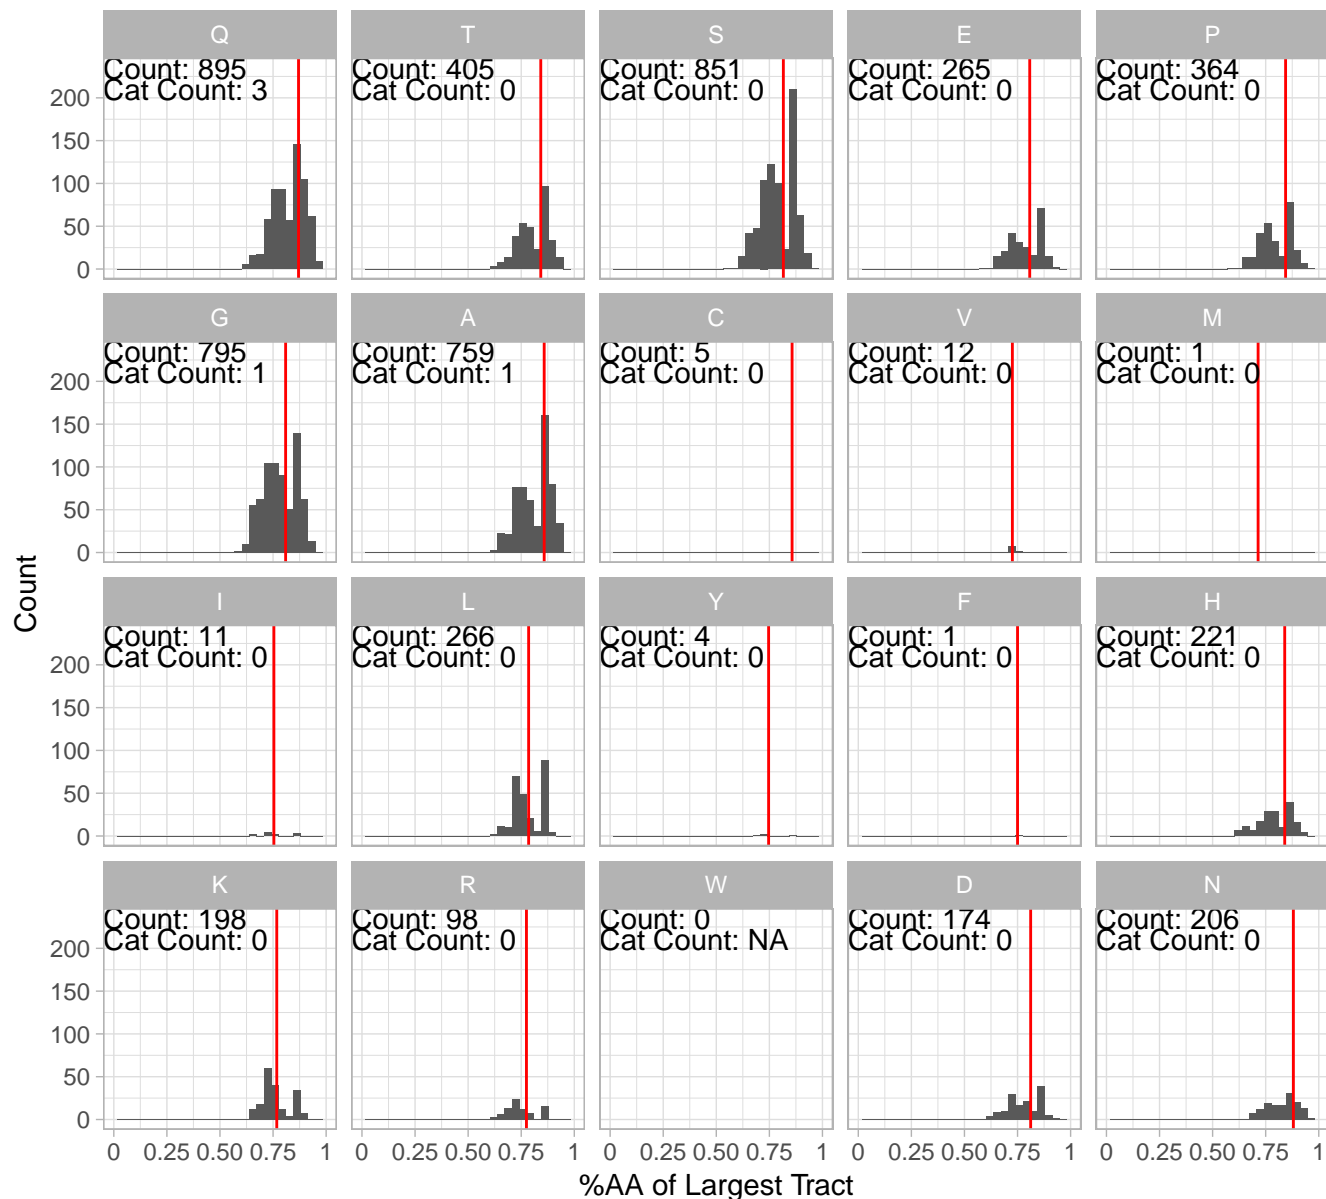 Q
T
S
E
P
Count: 895
Cat Count: 3
Count: 405
Cat Count: 0
Count: 851
Cat Count: 0
Count: 265
Cat Count: 0
Count: 364
Cat Count: 0
200
150
100
50
0
G
A
C
V
M
Count: 795
Cat Count: 1
Count: 759
Cat Count: 1
Count: 5
Cat Count: 0
Count: 12
Cat Count: 0
Count: 1
Cat Count: 0
200
150
100
50
0
Count
I
L
Y
F
H
Count: 11
Cat Count: 0
Count: 266
Cat Count: 0
Count: 4
Cat Count: 0
Count: 1
Cat Count: 0
Count: 221
Cat Count: 0
200
150
100
50
0
K
R
W
D
N
Count: 198
Cat Count: 0
Count: 98
Cat Count: 0
Count: 0
Cat Count: NA
Count: 174
Cat Count: 0
Count: 206
Cat Count: 0
200
150
100
50
0
0 0.25 0.50 0.75 1
0 0.25 0.50 0.75 1
0 0.25 0.50 0.75 1
0 0.25 0.50 0.75 1
0 0.25 0.50 0.75 1
%AA of Largest Tract